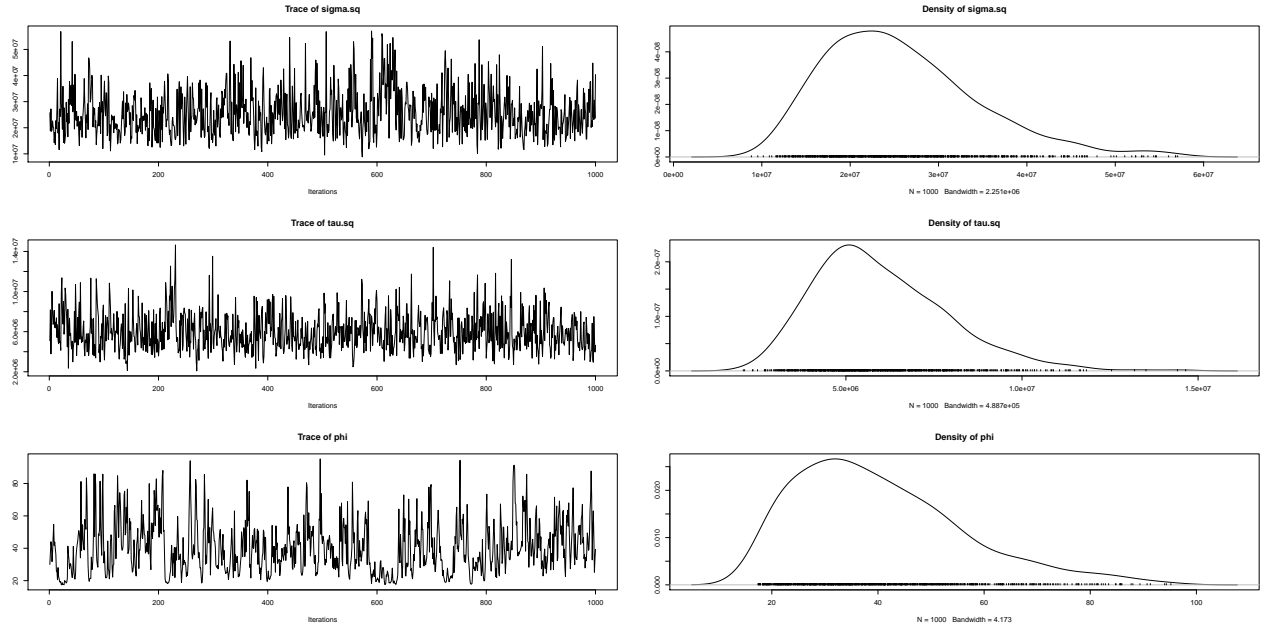 Trace of sigma.sq
1e+07 2e+07 3e+07 4e+07 5e+07
0 200 400 600 800 1000
Iterations
Density of sigma.sq
0e+00 1e-08 2e-08 3e-08 4e-08
0e+00 1e+07 2e+07 3e+07 4e+07 5e+07 6e+07
N = 1000 Bandwidth = 2.251e+06
Trace of tau.sq
2.0e+06 6.0e+06 1.0e+07 1.4e+07
0 200 400 600 800 1000
Iterations
Density of tau.sq
0.0e+00 1.0e-07 2.0e-07
5.0e+06 1.0e+07 1.5e+07
N = 1000 Bandwidth = 4.887e+05
Trace of phi
20 40 60 80
0 200 400 600 800 1000
Iterations
Density of phi
0.000 0.010 0.020
20 40 60 80 100
N = 1000 Bandwidth = 4.173